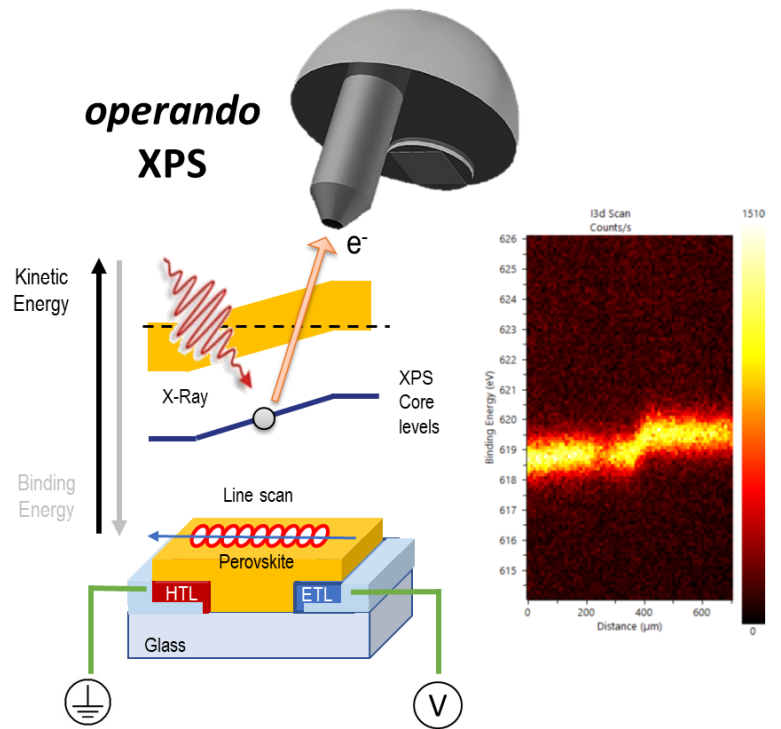 operando
XPS
e-
Kinetic
Energy
X-Ray
XPS
Core
levels
Binding
Energy
Line scan
Perovskite
HTL
ETL
Glass
V
I3d Scan
Counts/s
1510
626
625
624
623
622
621
620
619
618
617
616
615
Binding Energy (eV)
0
200
400
600
Distance (µm)
0